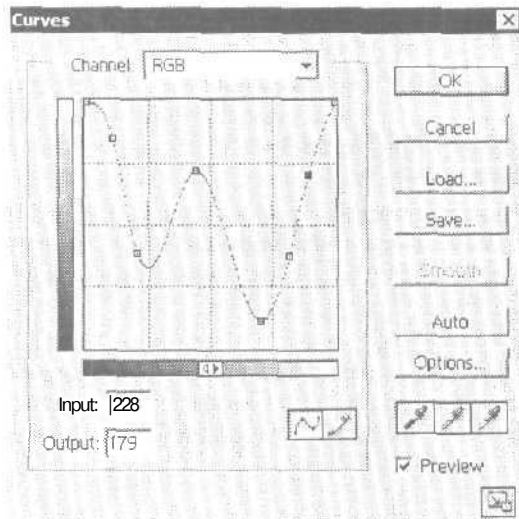 Curves
Channel: RGB
OK
Cancel
Load...
Save...
Smooth
Auto
Options...
Input: 228
Output: 179
Preview